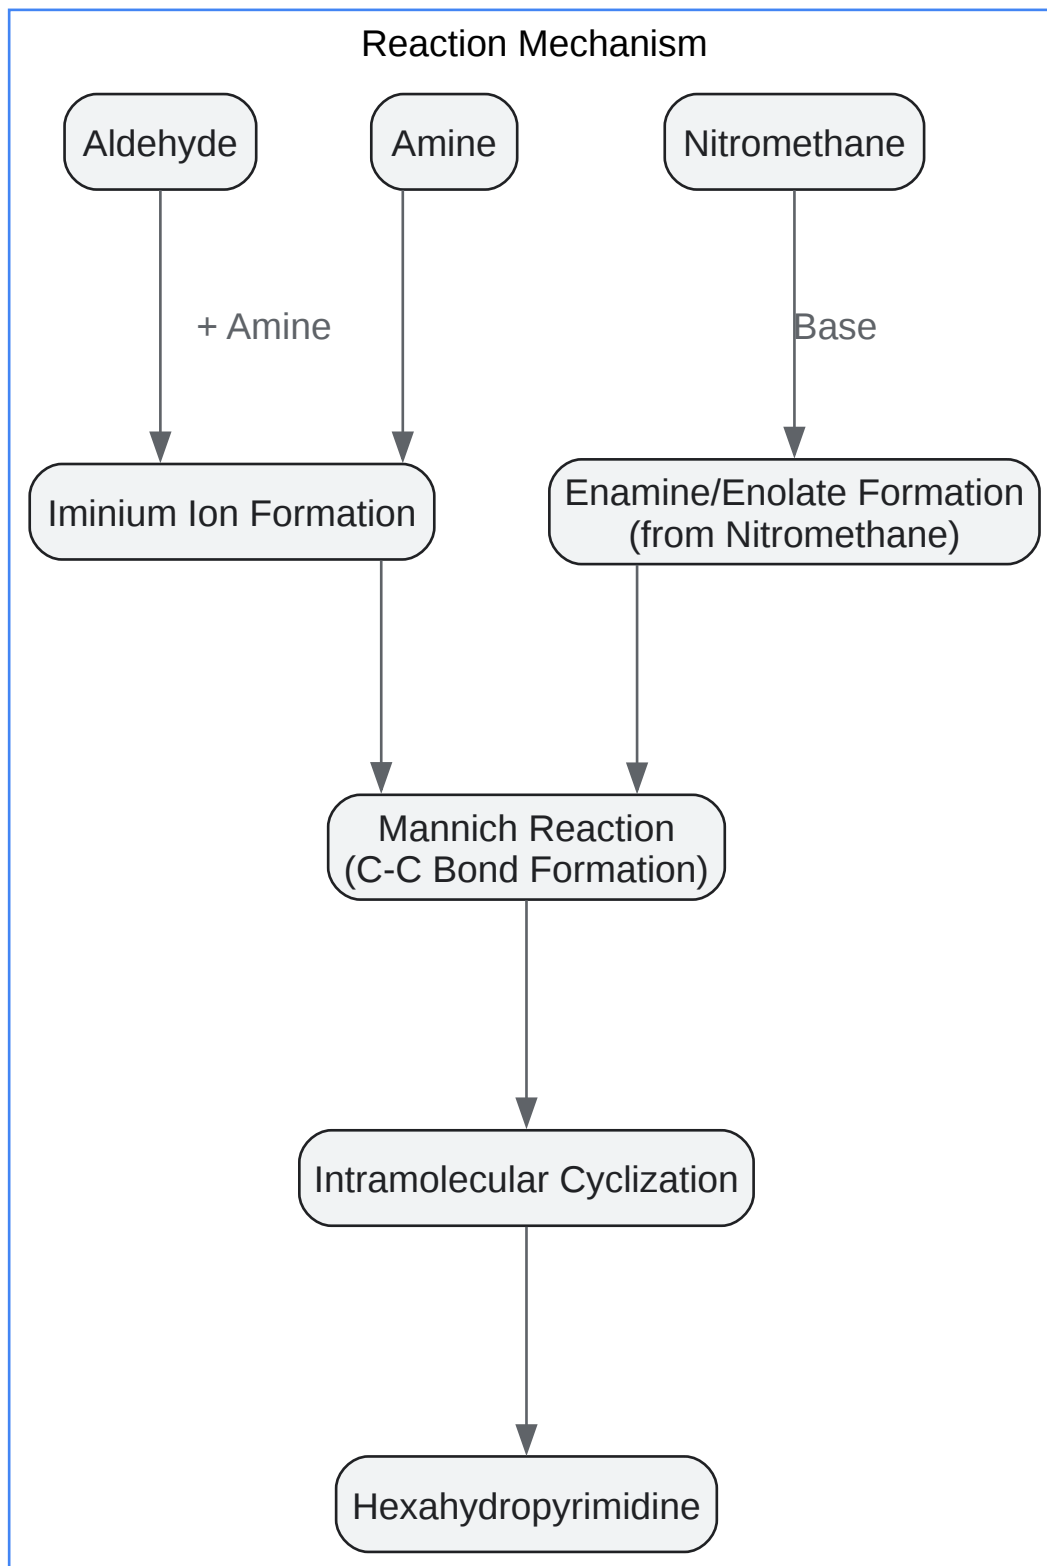 Reaction Mechanism
Aldehyde
Amine
Nitromethane
+ Amine
Base
Iminium Ion Formation
Enamine/Enolate Formation
(from Nitromethane)
Mannich Reaction
(C-C Bond Formation)
Intramolecular Cyclization
Hexahydropyrimidine